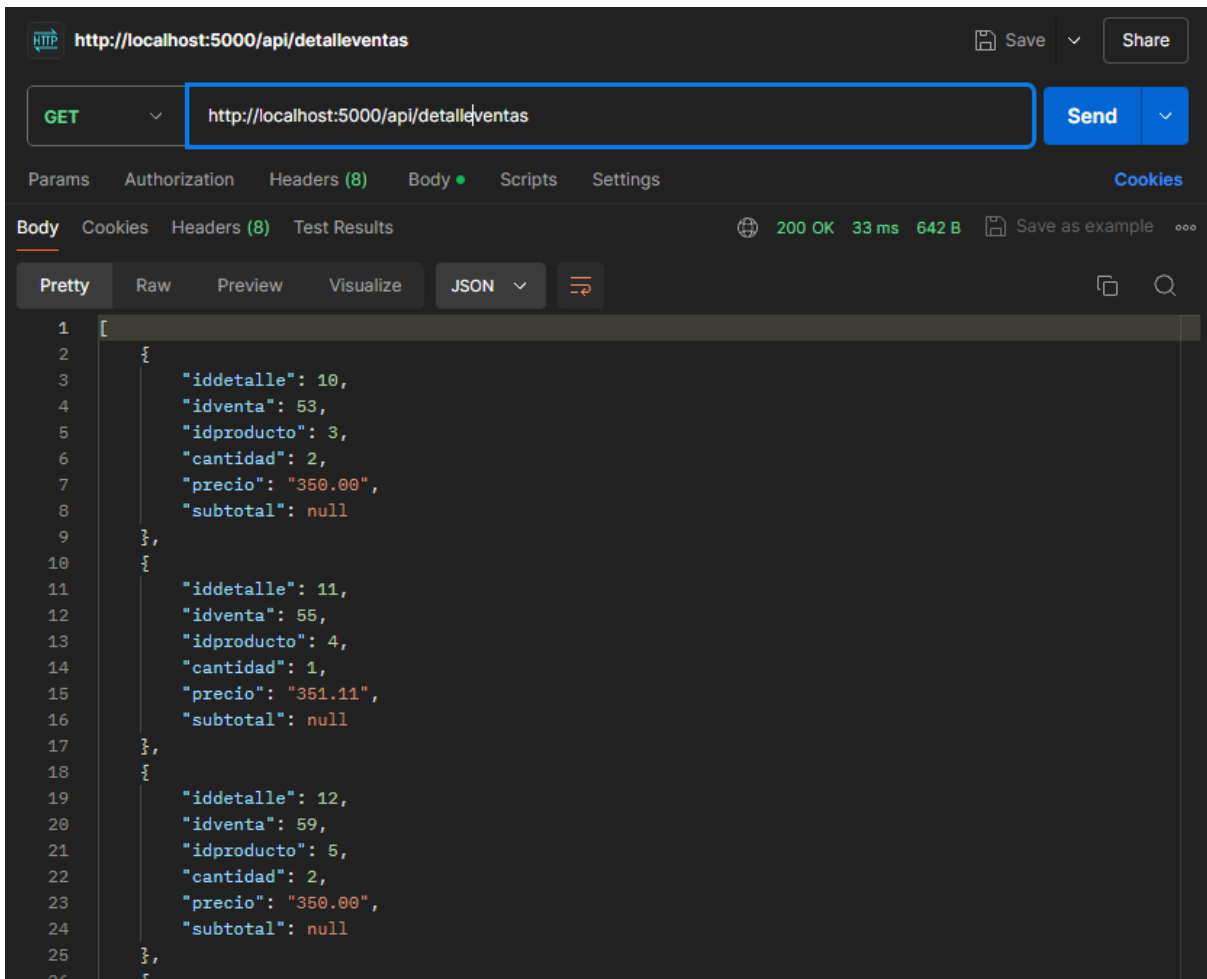 HTTP http://localhost:5000/api/detalleventas Save Share
GET http://localhost:5000/api/detalleventas Send
Params Authorization Headers (8) Body Scripts Settings Cookies
Body Cookies Headers (8) Test Results 200 OK 33 ms 642 B Save as example
Pretty Raw Preview Visualize JSON
1 [
2 {
3 "iddetalle": 10,
4 "idventa": 53,
5 "idproducto": 3,
6 "cantidad": 2,
7 "precio": "350.00",
8 "subtotal": null
9 },
10 {
11 "iddetalle": 11,
12 "idventa": 55,
13 "idproducto": 4,
14 "cantidad": 1,
15 "precio": "351.11",
16 "subtotal": null
17 },
18 {
19 "iddetalle": 12,
20 "idventa": 59,
21 "idproducto": 5,
22 "cantidad": 2,
23 "precio": "350.00",
24 "subtotal": null
25 },